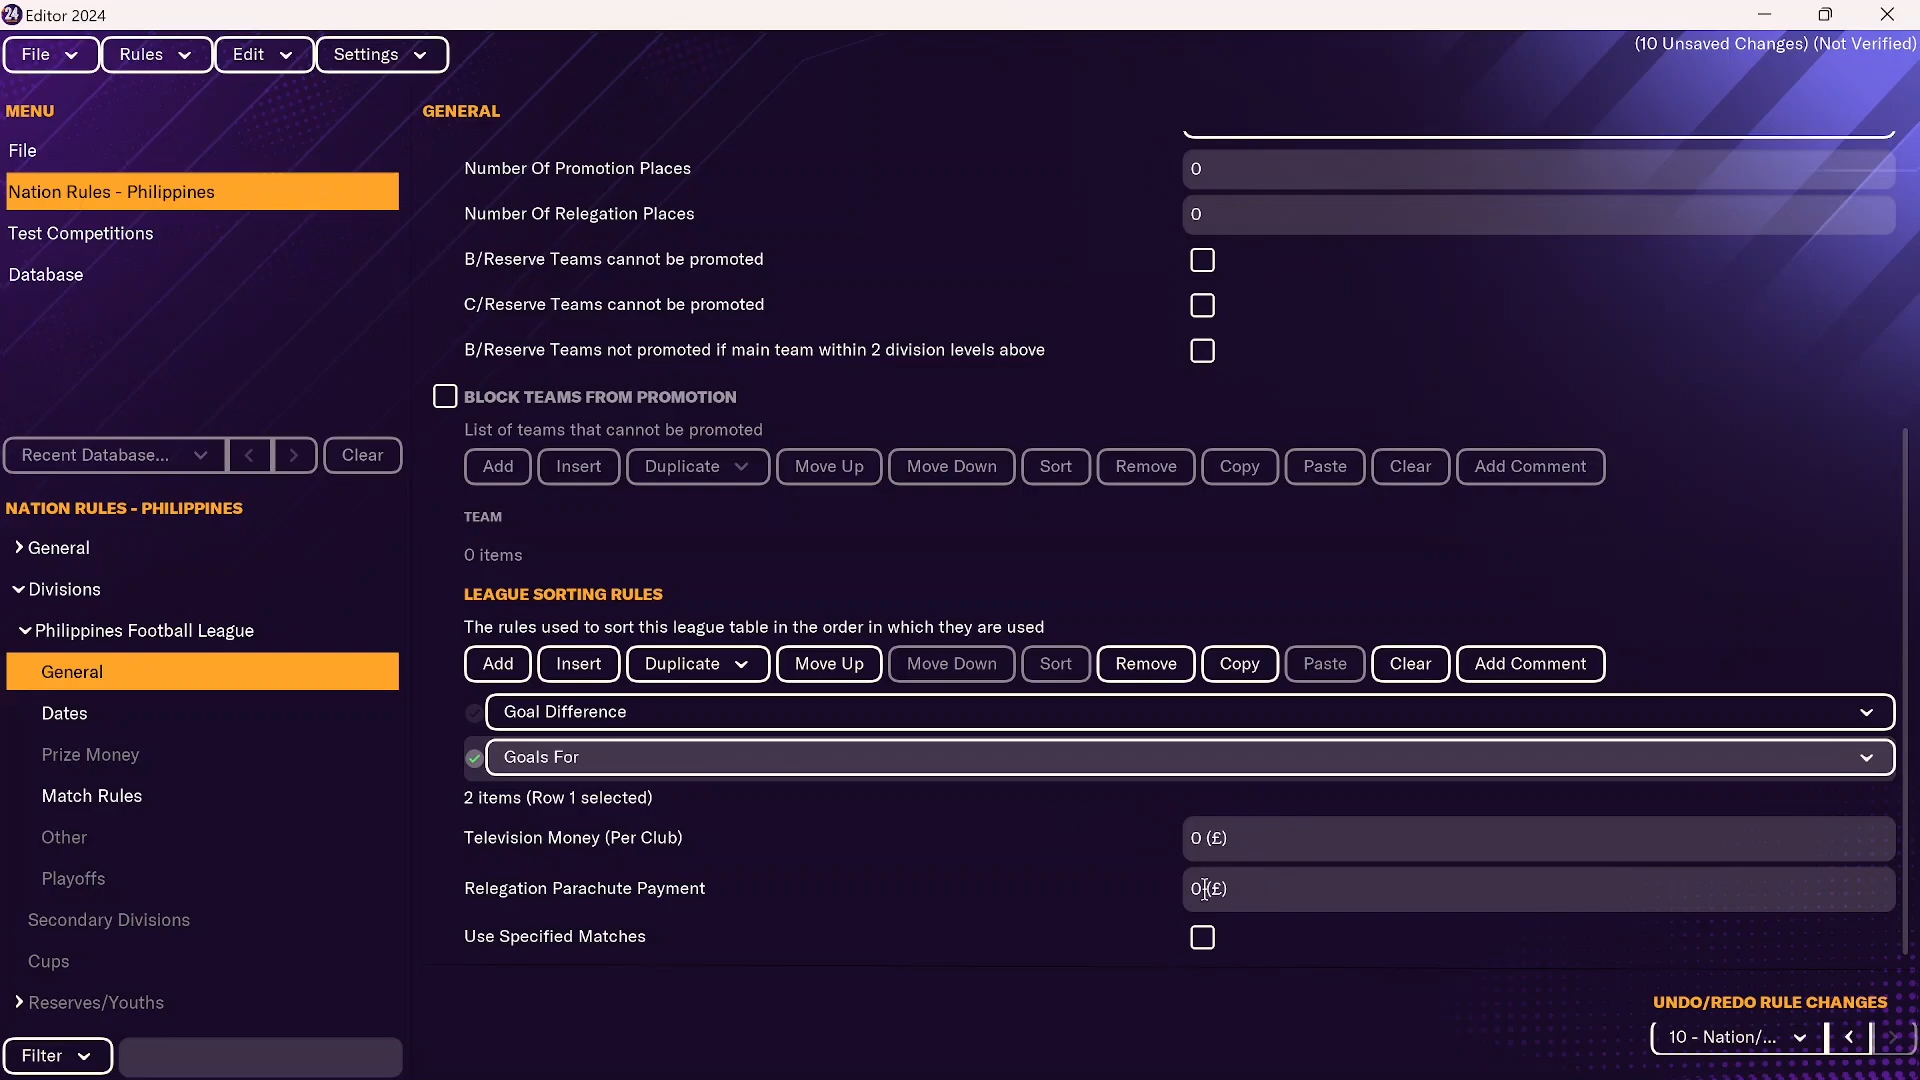 24 Editor 2024
File Rules Edit Settings (10 Unsaved Changes) (Not Verified)
MENU
File
Nation Rules - Philippines
Test Competitions
Database
Recent Database... < > Clear
NATION RULES - PHILIPPINES
General
Divisions
Philippines Football League
General
Dates
Prize Money
Match Rules
Other
Playoffs
Secondary Divisions
Cups
Reserves/Youths
Filter
GENERAL
Number Of Promotion Places 0
Number Of Relegation Places 0
B/Reserve Teams cannot be promoted
C/Reserve Teams cannot be promoted
B/Reserve Teams not promoted if main team within 2 division levels above
BLOCK TEAMS FROM PROMOTION
List of teams that cannot be promoted
Add Insert Duplicate Move Up Move Down Sort Remove Copy Paste Clear Add Comment
TEAM
0 items
LEAGUE SORTING RULES
The rules used to sort this league table in the order in which they are used
Add Insert Duplicate Move Up Move Down Sort Remove Copy Paste Clear Add Comment
Goal Difference
Goals For
2 items (Row 1 selected)
Television Money (Per Club) 0 (£)
Relegation Parachute Payment 0 (£)
Use Specified Matches
UNDO/REDO RULE CHANGES
10 - Nation/... < >